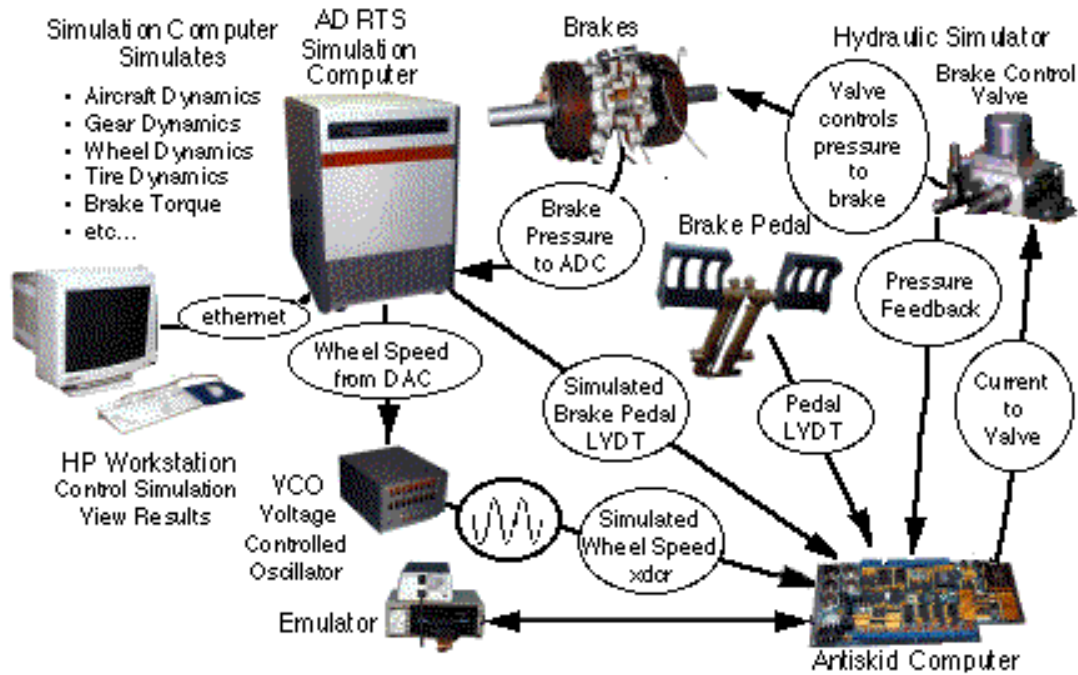 Simulation Computer
Simulates
• Aircraft Dynamics
• Gear Dynamics
• Wheel Dynamics
• Tire Dynamics
• Brake Torque
• etc...
AD RTS
Simulation
Computer
Brakes
Hydraulic Simulator
Brake Control
Valve
Valve
controls
pressure
to
brake
Brake
Pressure
to ADC
Brake Pedal
Pressure
Feedback
ethernet
Wheel Speed
from DAC
Simulated
Brake Pedal
LVDT
Pedal
LVDT
Current
to
Valve
HP Workstation
Control Simulation
View Results
VCO
Voltage
Controlled
Oscillator
Simulated
Wheel Speed
xdcr
Emulator
Antiskid Computer